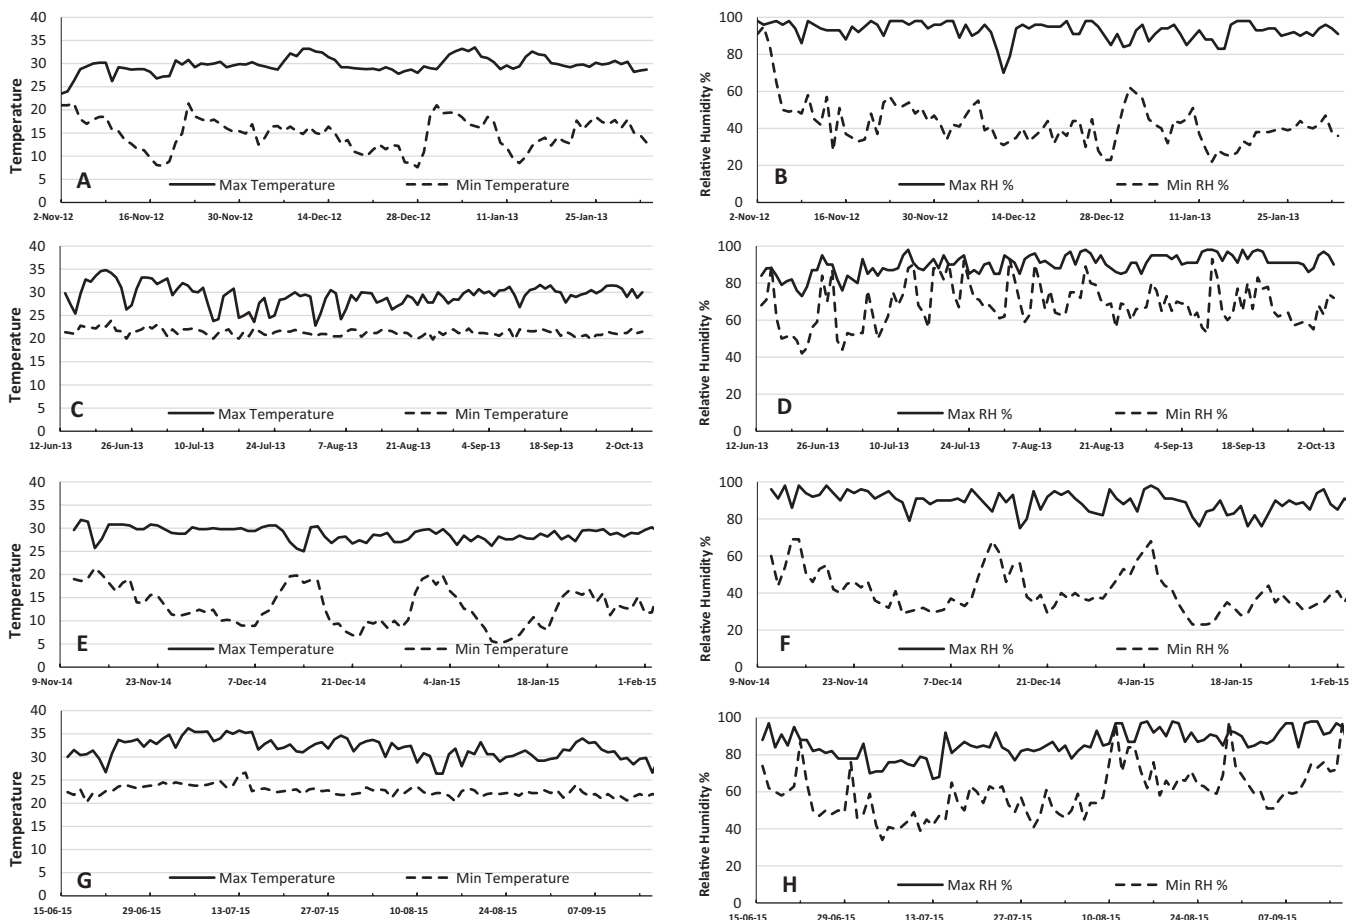 40
35
30
25
20
15
10
5
0
Temperature
A
Max Temperature
Min Temperature
2-Nov-12 16-Nov-12 30-Nov-12 14-Dec-12 28-Dec-12 11-Jan-13 25-Jan-13
100%
80
60
40
20
0
Relative Humidity %
B
Max RH %
Min RH %
2-Nov-12 16-Nov-12 30-Nov-12 14-Dec-12 28-Dec-12 11-Jan-13 25-Jan-13
40
35
30
25
20
15
10
5
0
Temperature
C
Max Temperature
Min Temperature
12-Jun-13 26-Jun-13 10-Jul-13 24-Jul-13 7-Aug-13 21-Aug-13 4-Sep-13 18-Sep-13 2-Oct-13
100
80
60
40
20
0
Relative Humidity %
D
Max RH %
Min RH %
12-Jun-13 26-Jun-13 10-Jul-13 24-Jul-13 7-Aug-13 21-Aug-13 4-Sep-13 18-Sep-13 2-Oct-13
40
35
30
25
20
15
10
5
0
Temperature
E
Max Temperature
Min Temperature
9-Nov-14 23-Nov-14 7-Dec-14 21-Dec-14 4-Jan-15 18-Jan-15 1-Feb-15
100
80
60
40
20
0
Relative Humidity %
F
Max RH %
Min RH %
9-Nov-14 23-Nov-14 7-Dec-14 21-Dec-14 4-Jan-15 18-Jan-15 1-Feb-15
40
35
30
25
20
15
10
5
0
Temperature
G
Max Temperature
Min Temperature
15-06-15 29-06-15 13-07-15 27-07-15 10-08-15 24-08-15 07-09-15
100
80
60
40
20
0
Relative Humidity %
H
Max RH %
Min RH %
15-06-15 29-06-15 13-07-15 27-07-15 10-08-15 24-08-15 07-09-15